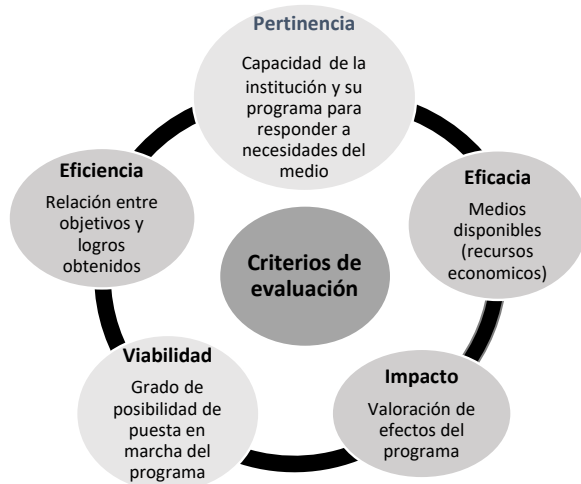 Pertinencia
Capacidad de la
institución y su
programa para
responder a
necesidades del
medio
Eficacia
Medios
disponibles
(recursos
economicos)
Impacto
Valoración de
efectos del
programa
Viabilidad
Grado de
posibilidad de
puesta en
marcha del
programa
Eficiencia
Relación entre
objetivos y
logros
obtenidos
Criterios de
evaluación